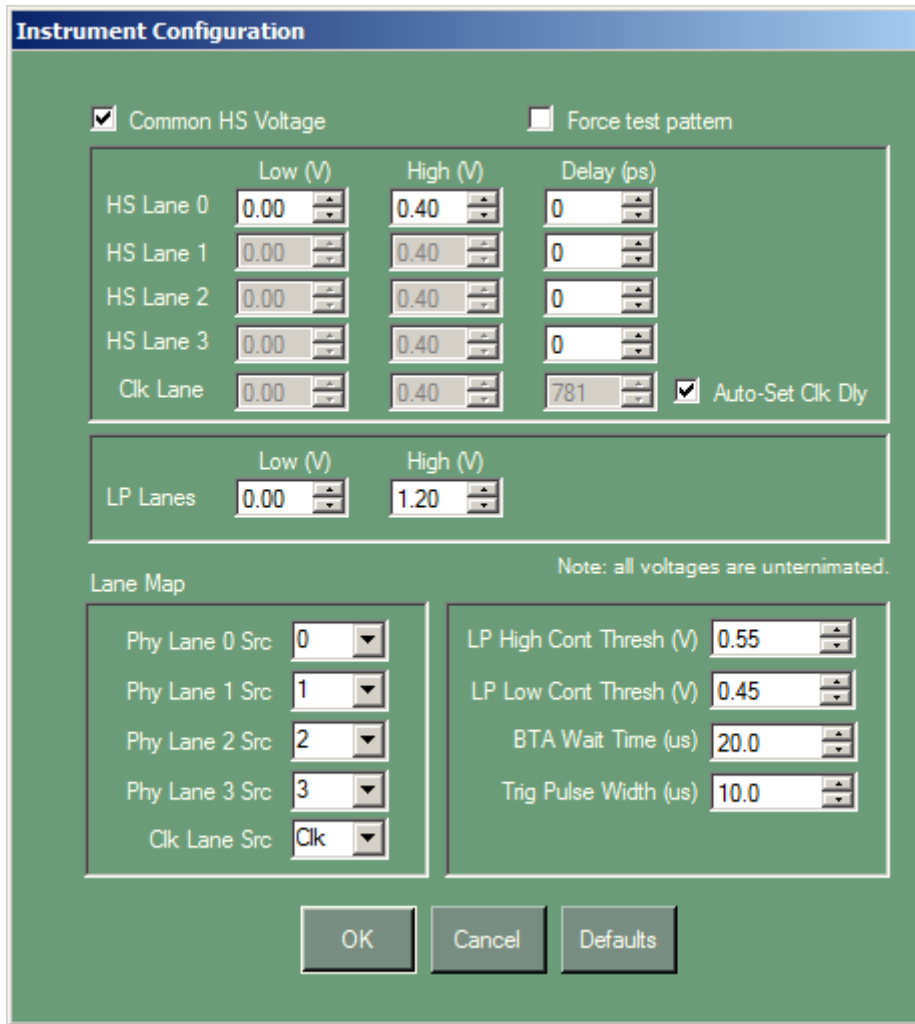 Instrument Configuration
Common HS Voltage Force test pattern
Low (V) High (V) Delay (ps)
HS Lane 0 0.00 0.40 0
HS Lane 1 0.00 0.40 0
HS Lane 2 0.00 0.40 0
HS Lane 3 0.00 0.40 0
Clk Lane 0.00 0.40 781 Auto-Set Clk Dly
Low (V) High (V)
LP Lanes 0.00 1.20
Note: all voltages are unternimated.
Lane Map
Phy Lane 0 Src 0
Phy Lane 1 Src 1
Phy Lane 2 Src 2
Phy Lane 3 Src 3
Clk Lane Src Clk
LP High Cont Thresh (V) 0.55
LP Low Cont Thresh (V) 0.45
BTA Wait Time (us) 20.0
Trig Pulse Width (us) 10.0
OK Cancel Defaults